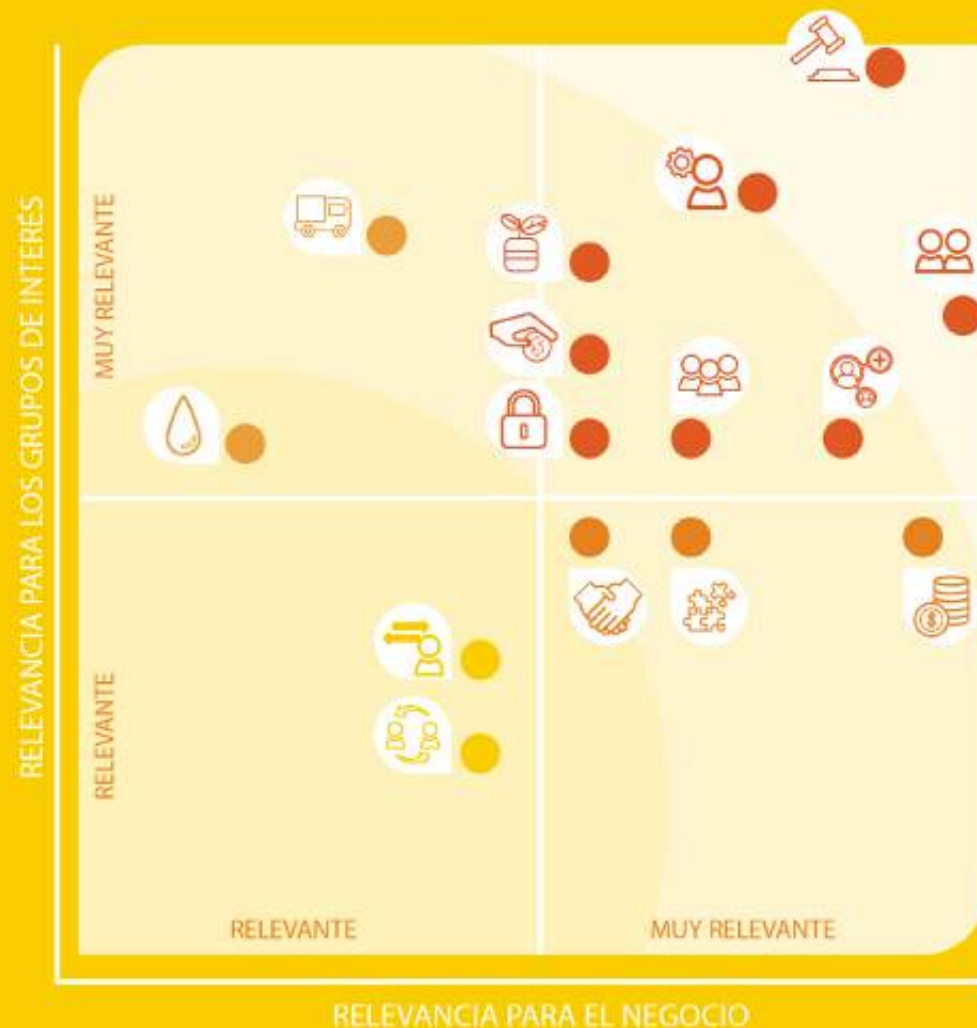 RELEVANCIA PARA LOS GRUPOS DE INTERÉS
MUY RELEVANTE
RELEVANTE
RELEVANTE
MUY RELEVANTE
RELEVANCIA PARA EL NEGOCIO